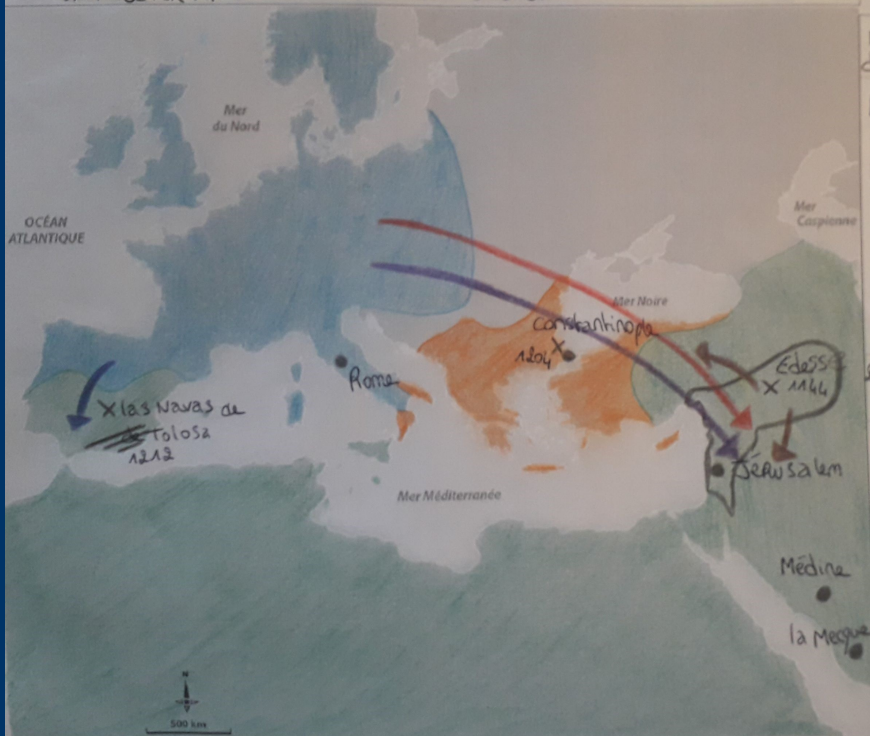 Mer
du Nord
OCÉAN
ATLANTIQUE
Mer
Caspienne
Mer Noire
Constantinople
1204
Edesse
1144
Rome
las Navas de
Tolosa
1212
Jérusalem
Mer Méditerranée
Médine
la Mecque
N
500 km